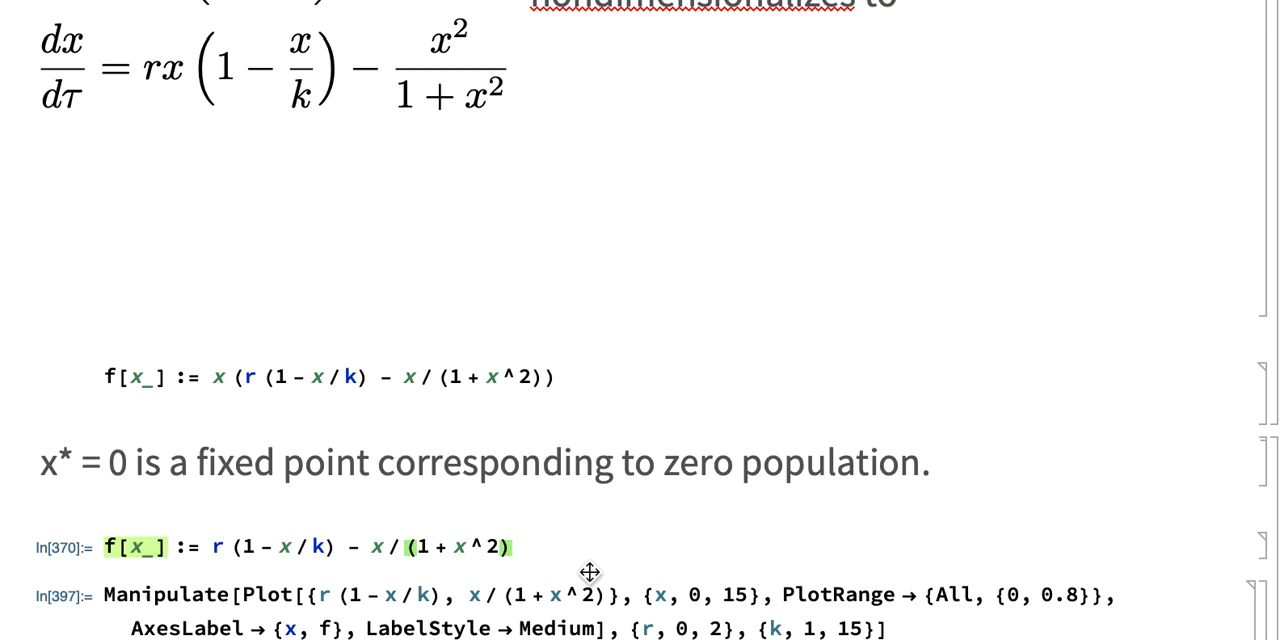 nondimensionalizes to
dx/dτ = rx (1 − x/k) − x²/(1 + x²)
f[x_] := x (r (1 - x / k) - x / (1 + x ^ 2))
x* = 0 is a fixed point corresponding to zero population.
In[370]:= f[x_] := r (1 - x / k) - x / (1 + x ^ 2)
In[397]:= Manipulate[Plot[{r (1 - x / k), x / (1 + x ^ 2)}, {x, 0, 15}, PlotRange → {All, {0, 0.8}},
AxesLabel → {x, f}, LabelStyle → Medium], {r, 0, 2}, {k, 1, 15}]